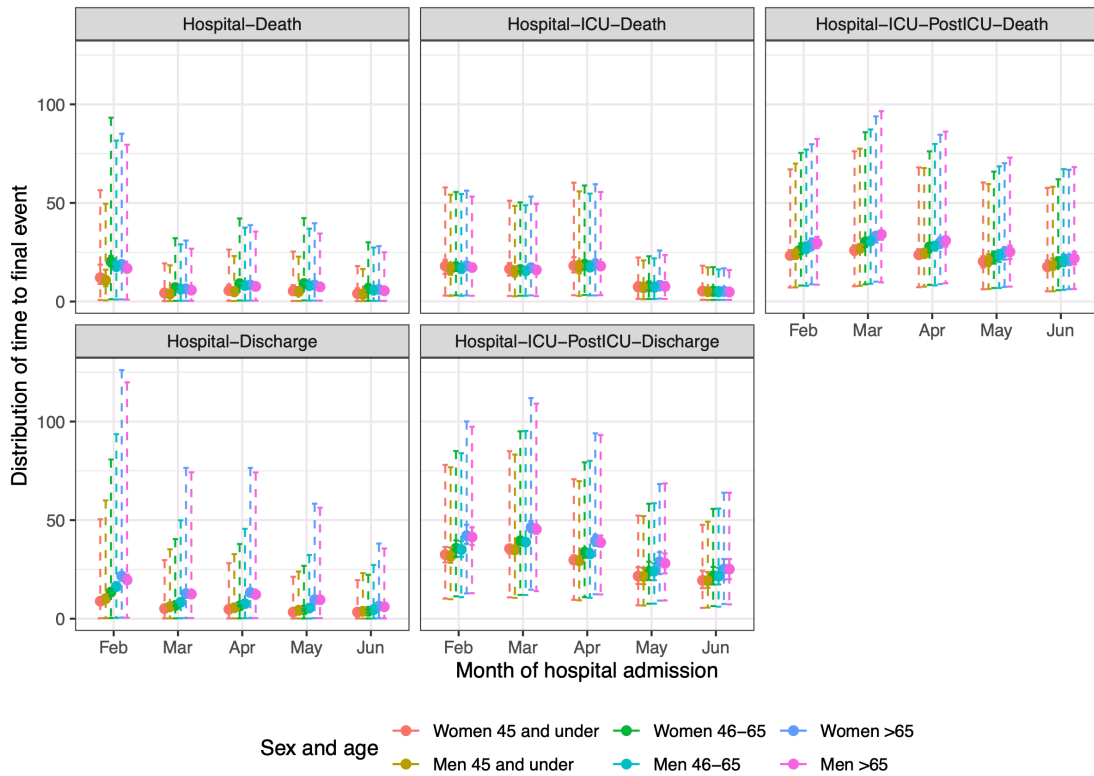 Hospital−Death
Hospital−ICU−Death
Hospital−ICU−PostICU−Death
100
50
0
Feb Mar Apr May Jun
Hospital−Discharge
Hospital−ICU−PostICU−Discharge
100
50
0
Feb Mar Apr May Jun
Feb Mar Apr May Jun
Distribution of time to final event
Month of hospital admission
Sex and age
Women 45 and under
Men 45 and under
Women 46−65
Men 46−65
Women >65
Men >65